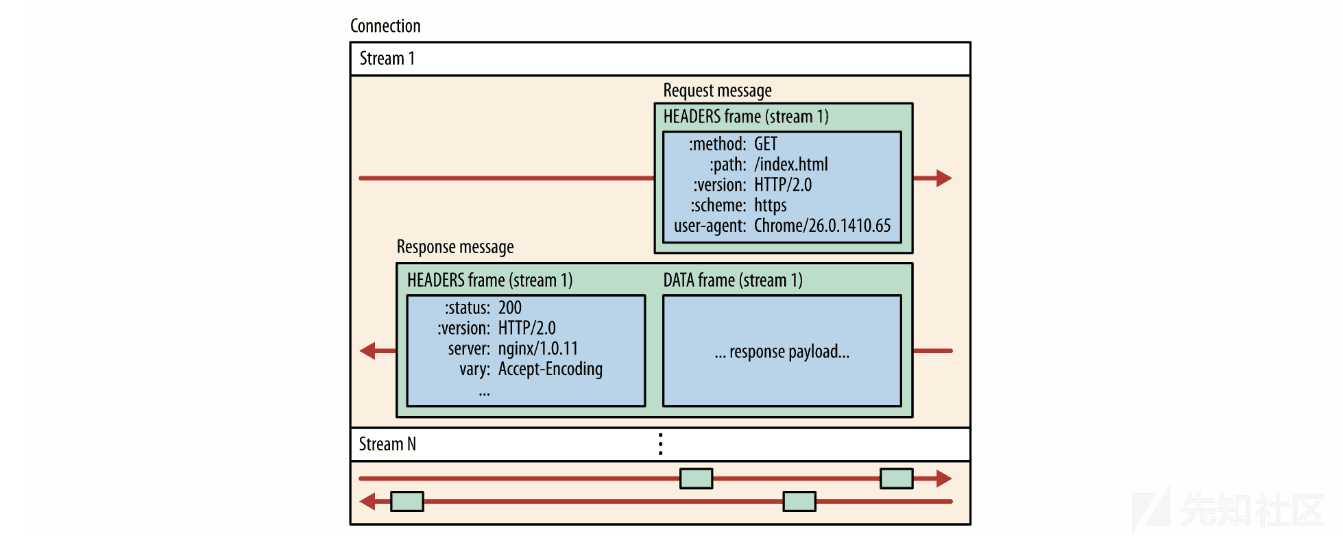 Connection
Stream 1
Request message
HEADERS frame (stream 1)
:method: GET
:path: /index.html
:version: HTTP/2.0
:scheme: https
user-agent: Chrome/26.0.1410.65
Response message
HEADERS frame (stream 1)
:status: 200
:version: HTTP/2.0
server: nginx/1.0.11
vary: Accept-Encoding
...
DATA frame (stream 1)
... response payload...
Stream N
先知社区